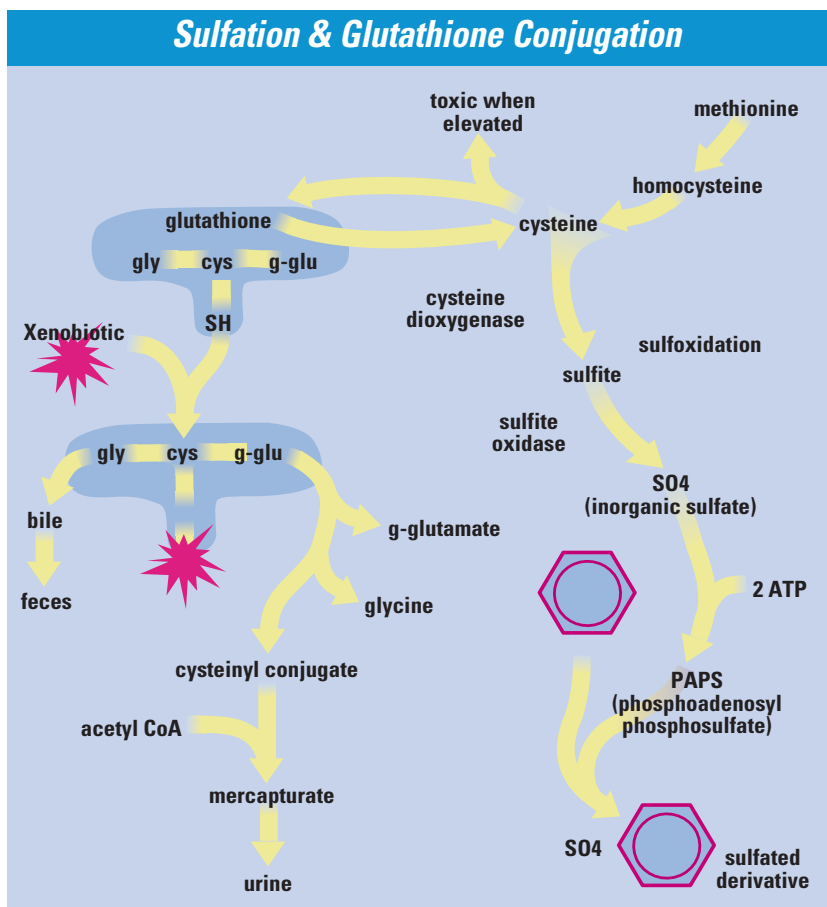 Sulfation & Glutathione Conjugation
toxic when
elevated
methionine
homocysteine
glutathione
cysteine
gly cys g-glu
SH
Xenobiotic
cysteine
dioxygenase
sulfoxidation
sulfite
sulfite
oxidase
gly cys g-glu
SO4
(inorganic sulfate)
bile
g-glutamate
feces
glycine
2 ATP
cysteinyl conjugate
PAPS
(phosphoadenosyl
phosphosulfate)
acetyl CoA
mercapturate
SO4
sulfated
derivative
urine